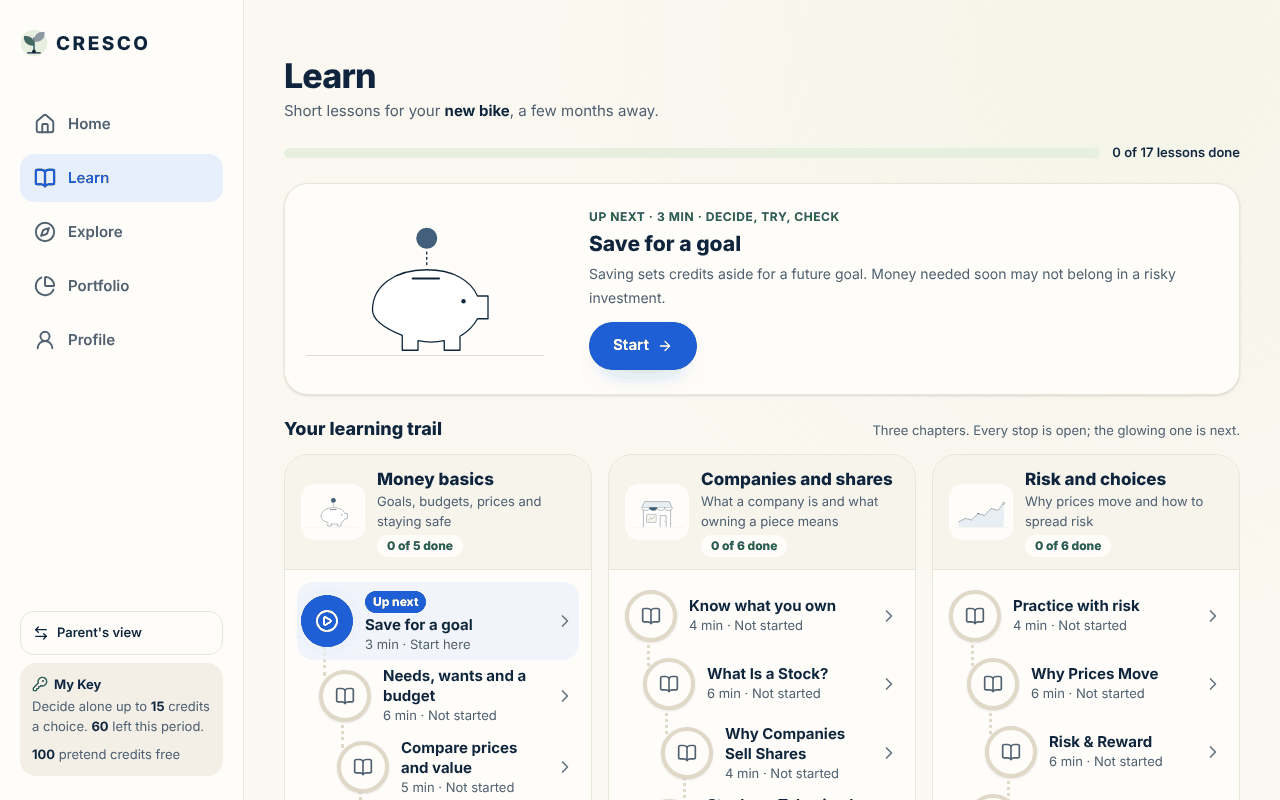 CRESCO
Home
Learn
Explore
Portfolio
Profile
Parent's view
My Key
Decide alone up to 15 credits
a choice. 60 left this period.
100 pretend credits free
Learn
Short lessons for your new bike, a few months away.
0 of 17 lessons done
UP NEXT · 3 MIN · DECIDE, TRY, CHECK
Save for a goal
Saving sets credits aside for a future goal. Money needed soon may not belong in a risky
investment.
Start
Your learning trail
Three chapters. Every stop is open; the glowing one is next.
Money basics
Goals, budgets, prices and
staying safe
0 of 5 done
Up next
Save for a goal
3 min · Start here
Needs, wants and a
budget
6 min · Not started
Compare prices
and value
5 min · Not started
Companies and shares
What a company is and what
owning a piece means
0 of 6 done
Know what you own
4 min · Not started
What Is a Stock?
6 min · Not started
Why Companies
Sell Shares
4 min · Not started
Risk and choices
Why prices move and how to
spread risk
0 of 6 done
Practice with risk
4 min · Not started
Why Prices Move
6 min · Not started
Risk & Reward
6 min · Not started